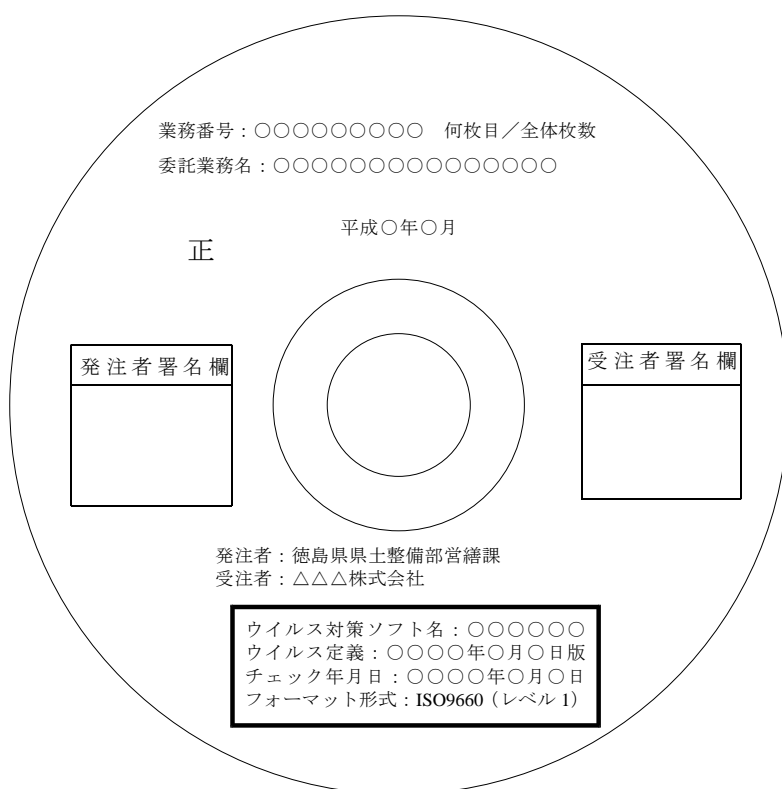 業務番号：○○○○○○○○○　何枚目／全体枚数
委託業務名：○○○○○○○○○○○○○○○
平成○年○月
正
発注者署名欄
受注者署名欄
発注者：徳島県県土整備部営繕課
受注者：△△△株式会社
ウイルス対策ソフト名：○○○○○○
ウイルス定義：○○○○年○月○日版
チェック年月日：○○○○年○月○日
フォーマット形式：ISO9660（レベル1）